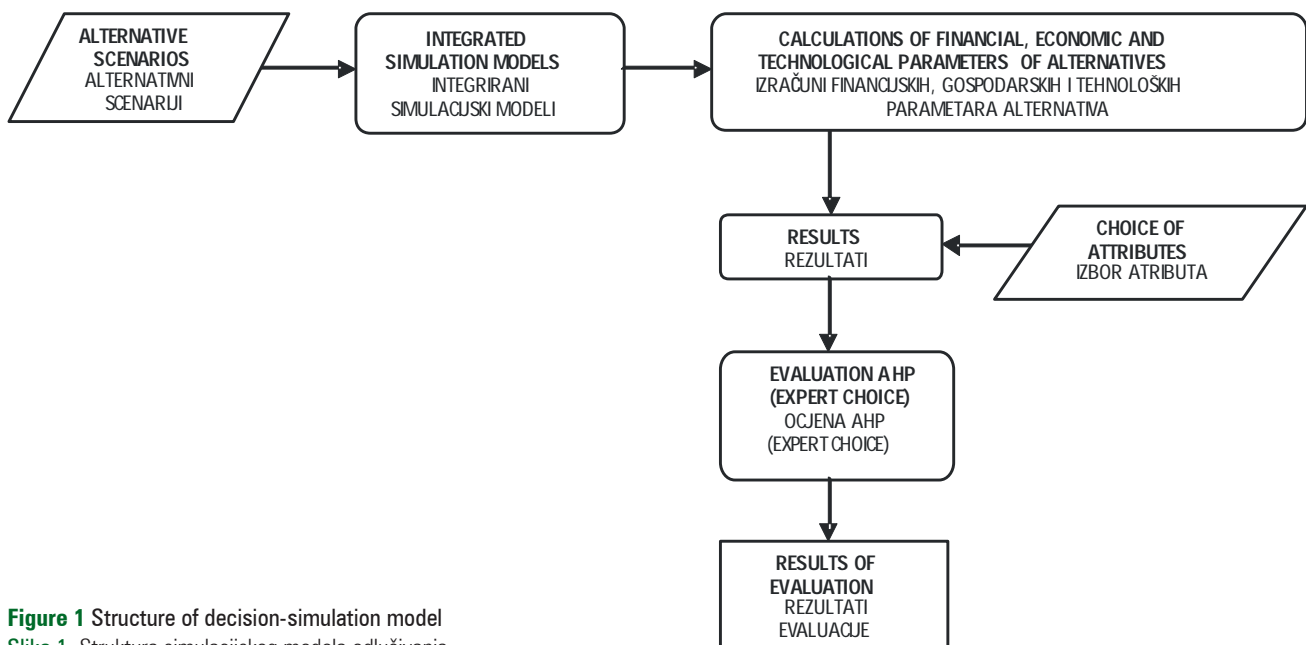 ALTERNATIVE
SCENARIOS
ALTERNATIVNI
SCENARIJI
INTEGRATED
SIMULATION MODELS
INTEGRIRANI
SIMULACIJSKI MODELI
CALCULATIONS OF FINANCIAL, ECONOMIC AND
TECHNOLOGICAL PARAMETERS OF ALTERNATIVES
IZRAČUNI FINANCIJSKIH, GOSPODARSKIH I TEHNOLOŠKIH
PARAMETARA ALTERNATIVA
RESULTS
REZULTATI
CHOICE OF
ATTRIBUTES
IZBOR ATRIBUTA
EVALUATION AHP
(EXPERT CHOICE)
OCJENA AHP
(EXPERT CHOICE)
RESULTS OF
EVALUATION
REZULTATI
EVALUACIJE
Figure 1 Structure of decision-simulation model
Slika 1. Struktura simulacijskog modela odlučivanja